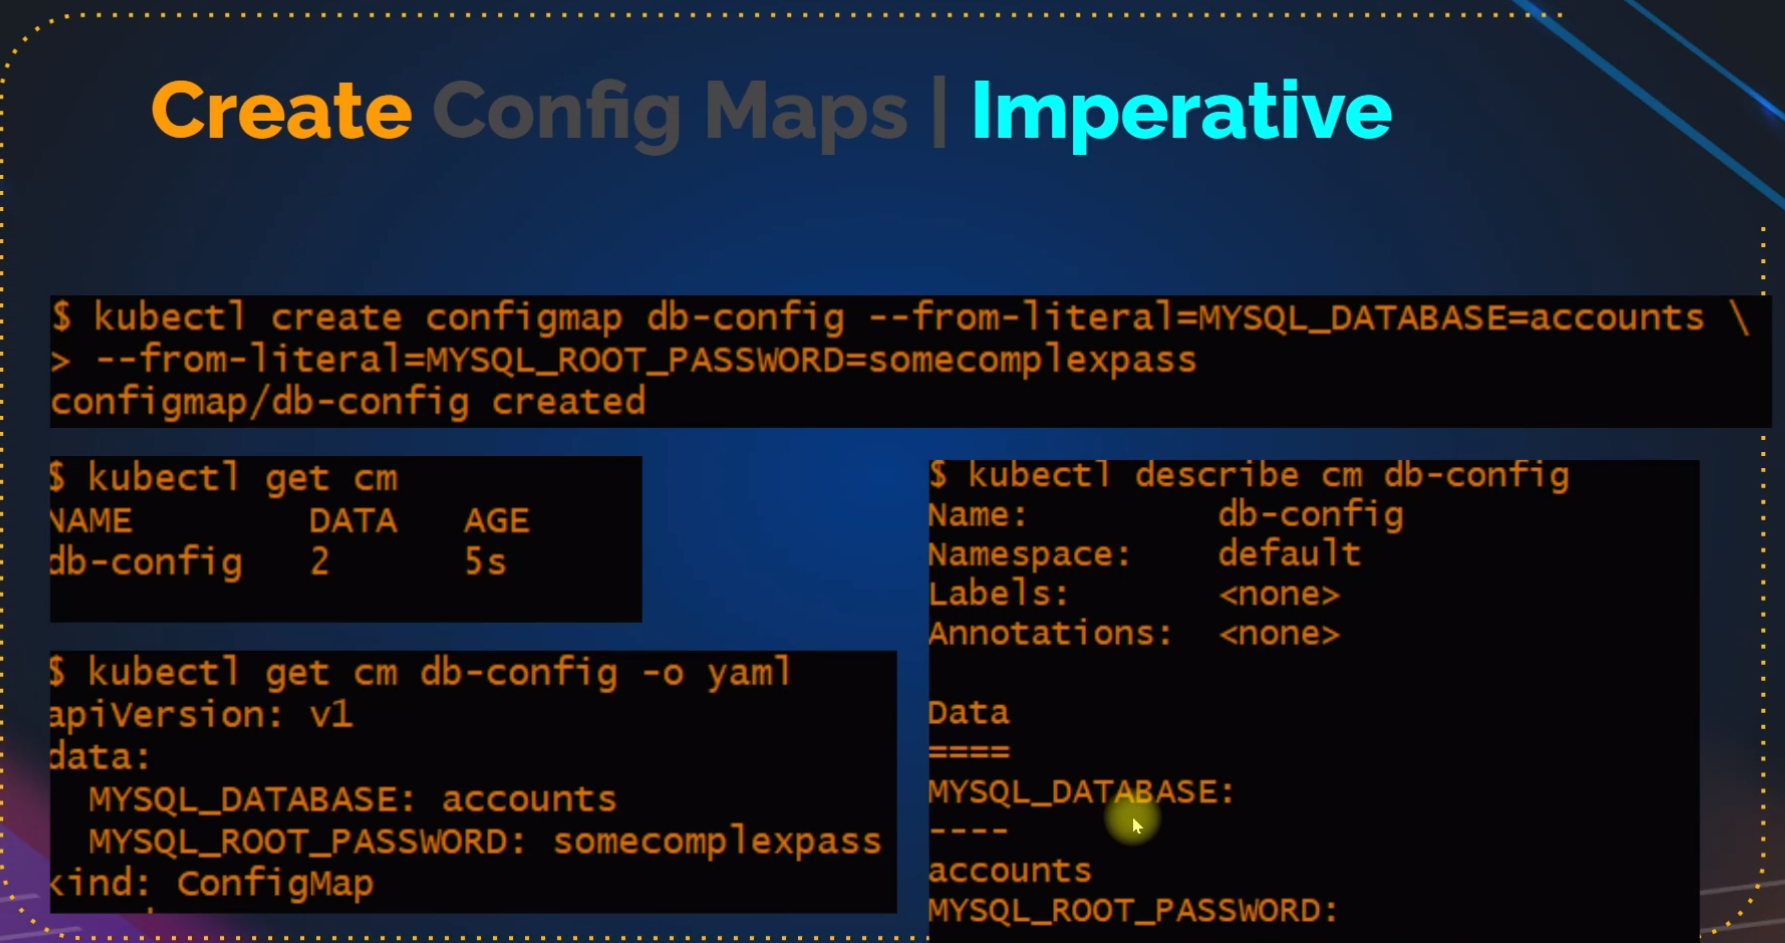 Create Config Maps | Imperative
$ kubectl create configmap db-config --from-literal=MYSQL_DATABASE=accounts \
> --from-literal=MYSQL_ROOT_PASSWORD=somecomplexpass
configmap/db-config created
$ kubectl get cm
NAME DATA AGE
db-config 2 5s
$ kubectl get cm db-config -o yaml
apiVersion: v1
data:
  MYSQL_DATABASE: accounts
  MYSQL_ROOT_PASSWORD: somecomplexpass
kind: ConfigMap
$ kubectl describe cm db-config
Name: db-config
Namespace: default
Labels: <none>
Annotations: <none>
Data
====
MYSQL_DATABASE:
----
accounts
MYSQL_ROOT_PASSWORD: